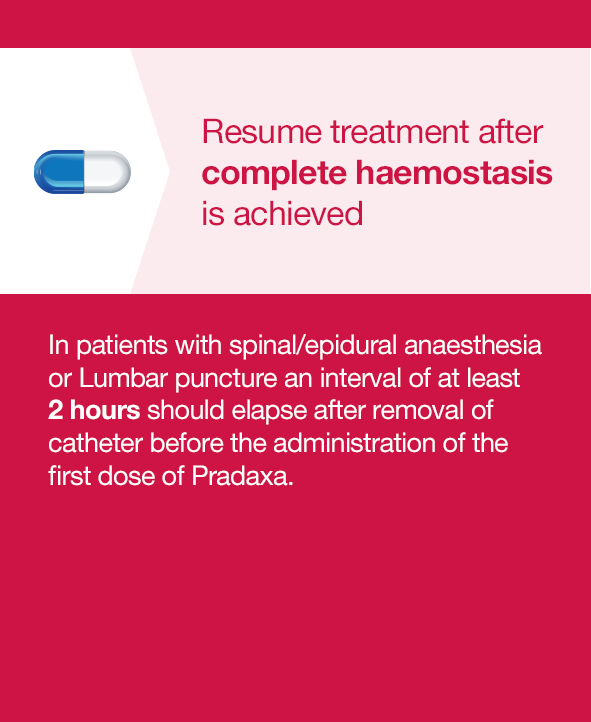 Resume treatment after
complete haemostasis
is achieved
In patients with spinal/epidural anaesthesia
or Lumbar puncture an interval of at least
2 hours should elapse after removal of
catheter before the administration of the
first dose of Pradaxa.